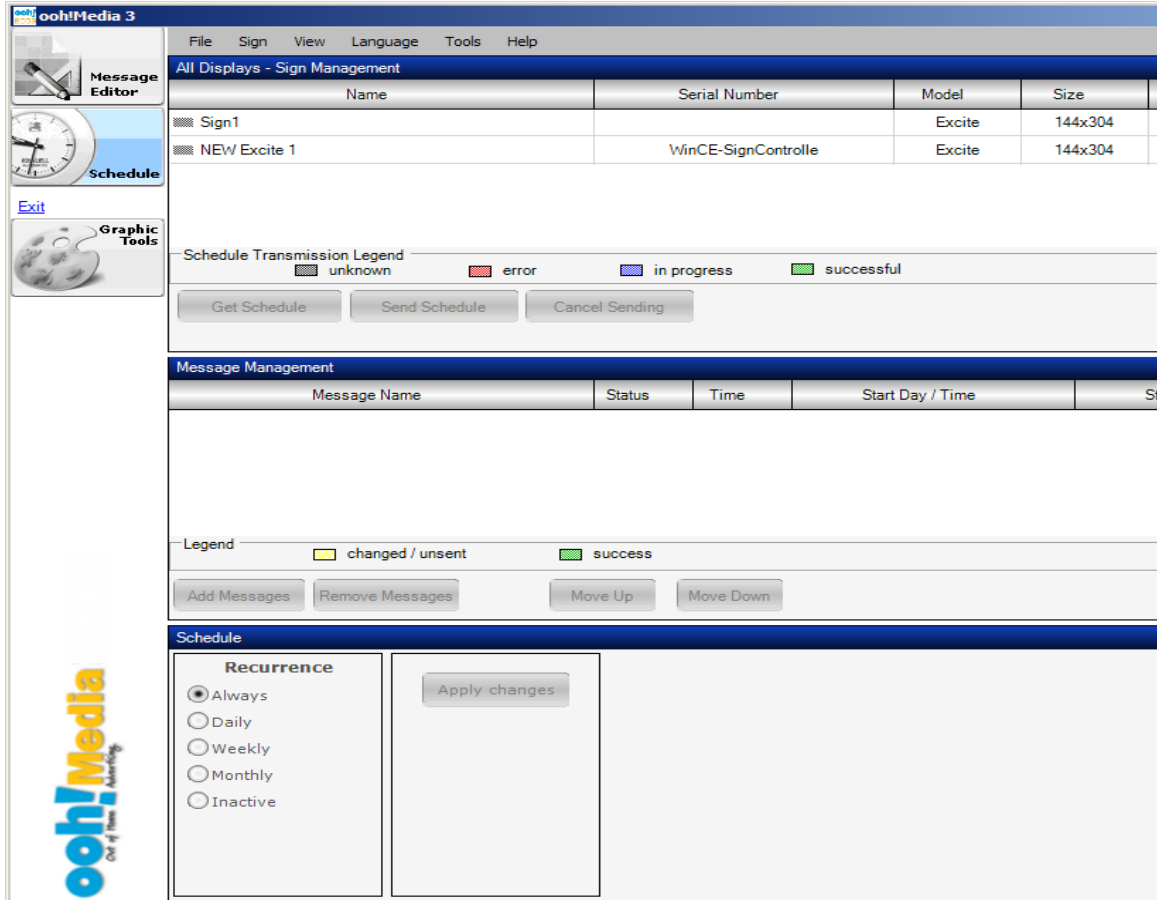 ooh!Media 3
File Sign View Language Tools Help
Message
Editor
Schedule
Exit
Graphic
Tools
All Displays - Sign Management
Name Serial Number Model Size
Sign1 Excite 144x304
NEW Excite 1 WinCE-SignControlle Excite 144x304
Schedule Transmission Legend
unknown error in progress successful
Get Schedule Send Schedule Cancel Sending
Message Management
Message Name Status Time Start Day / Time
Legend
changed / unsent success
Add Messages Remove Messages Move Up Move Down
Schedule
Recurrence
Always
Daily
Weekly
Monthly
Inactive
Apply changes
ooh!Media
Out of Home Advertising